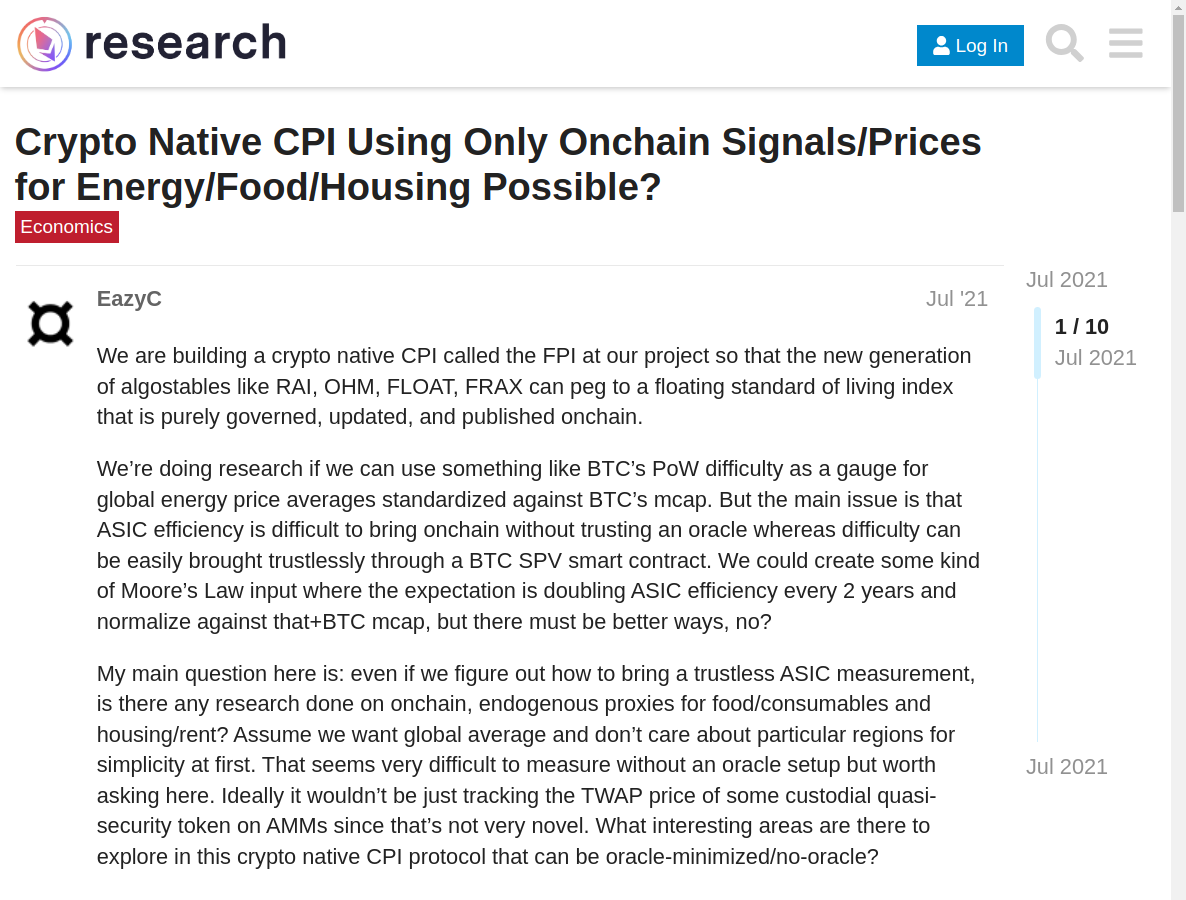 research
Log In
Crypto Native CPI Using Only Onchain Signals/Prices
for Energy/Food/Housing Possible?
Economics
EazyC
Jul '21
We are building a crypto native CPI called the FPI at our project so that the new generation
of algostables like RAI, OHM, FLOAT, FRAX can peg to a floating standard of living index
that is purely governed, updated, and published onchain.
We’re doing research if we can use something like BTC’s PoW difficulty as a gauge for
global energy price averages standardized against BTC’s mcap. But the main issue is that
ASIC efficiency is difficult to bring onchain without trusting an oracle whereas difficulty can
be easily brought trustlessly through a BTC SPV smart contract. We could create some kind
of Moore’s Law input where the expectation is doubling ASIC efficiency every 2 years and
normalize against that+BTC mcap, but there must be better ways, no?
My main question here is: even if we figure out how to bring a trustless ASIC measurement,
is there any research done on onchain, endogenous proxies for food/consumables and
housing/rent? Assume we want global average and don’t care about particular regions for
simplicity at first. That seems very difficult to measure without an oracle setup but worth
asking here. Ideally it wouldn’t be just tracking the TWAP price of some custodial quasi-
security token on AMMs since that’s not very novel. What interesting areas are there to
explore in this crypto native CPI protocol that can be oracle-minimized/no-oracle?
Jul 2021
1 / 10
Jul 2021
Jul 2021